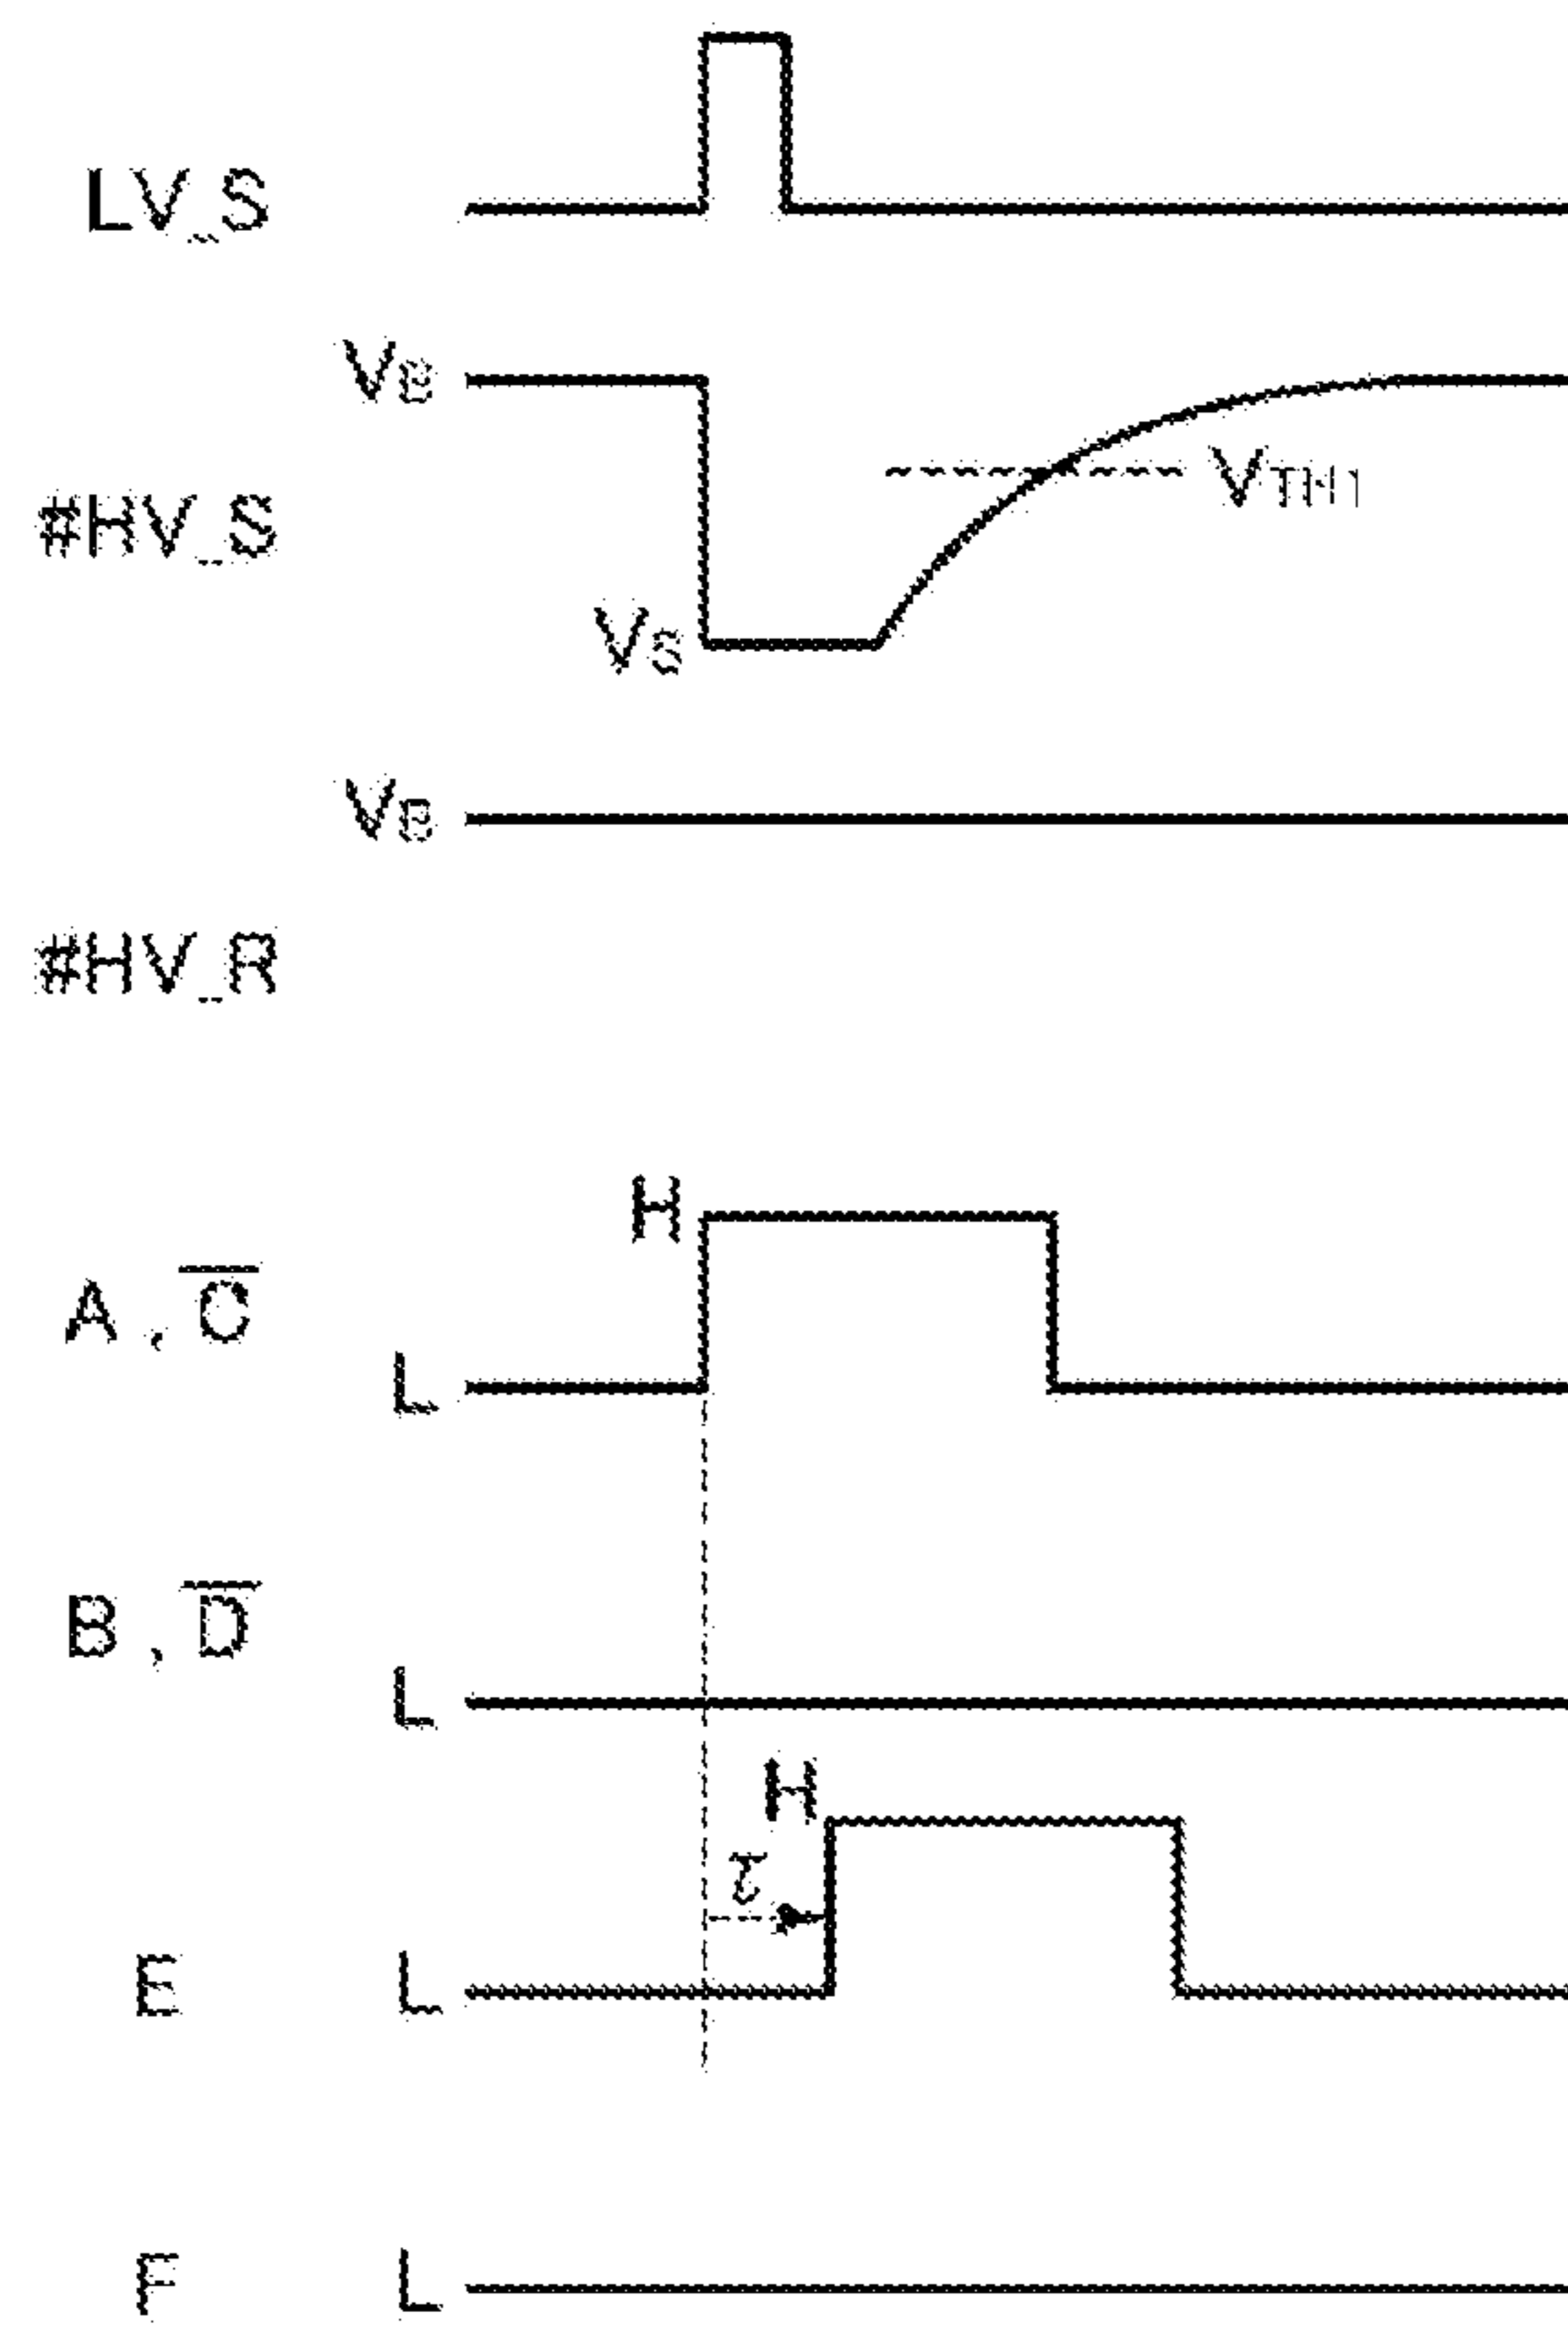 LV_S
VB
#HV_S
VTH1
VS
VB
#HV_R
H
A , C̅
L
B , D̅
L
H
τ
E L
F L